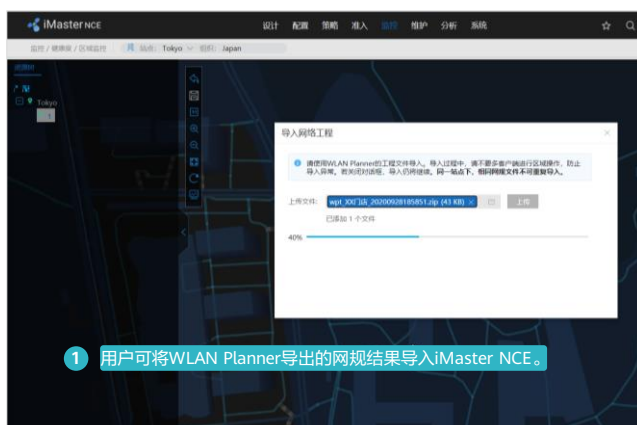 iMaster NCE
设计 配置 策略 准入 监控 维护 分析 系统
监控 / 健康度 / 区域监控 站点: Tokyo 组织: Japan
资源树
Tokyo
1
导入网络工程
请使用WLAN Planner的工程文件导入。导入过程中，请不要多客户端进行区域操作，防止
导入异常。若关闭对话框，导入仍将继续。同一站点下，相同网规文件不可重复导入。
上传文件: wpt_XX门店_20200928185851.zip (43 KB) × 上传
已添加 1 个文件
40%
1 用户可将WLAN Planner导出的网规结果导入iMaster NCE。